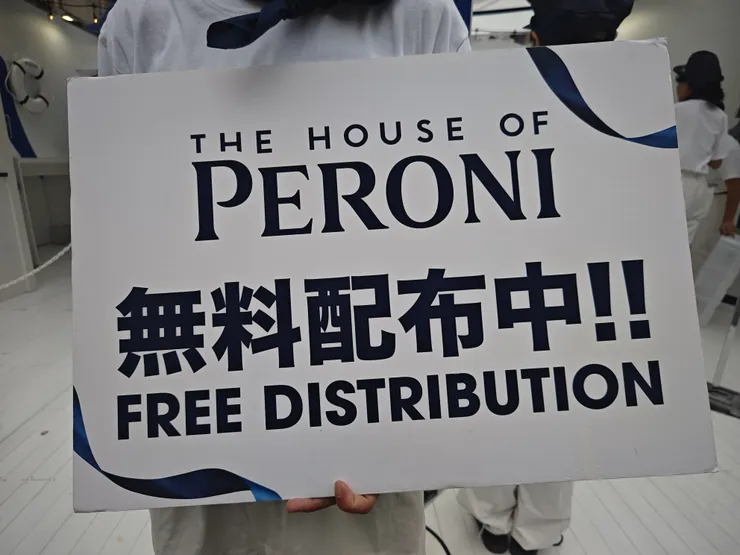 THE HOUSE OF
PERONI
無料配布中!!
FREE DISTRIBUTION